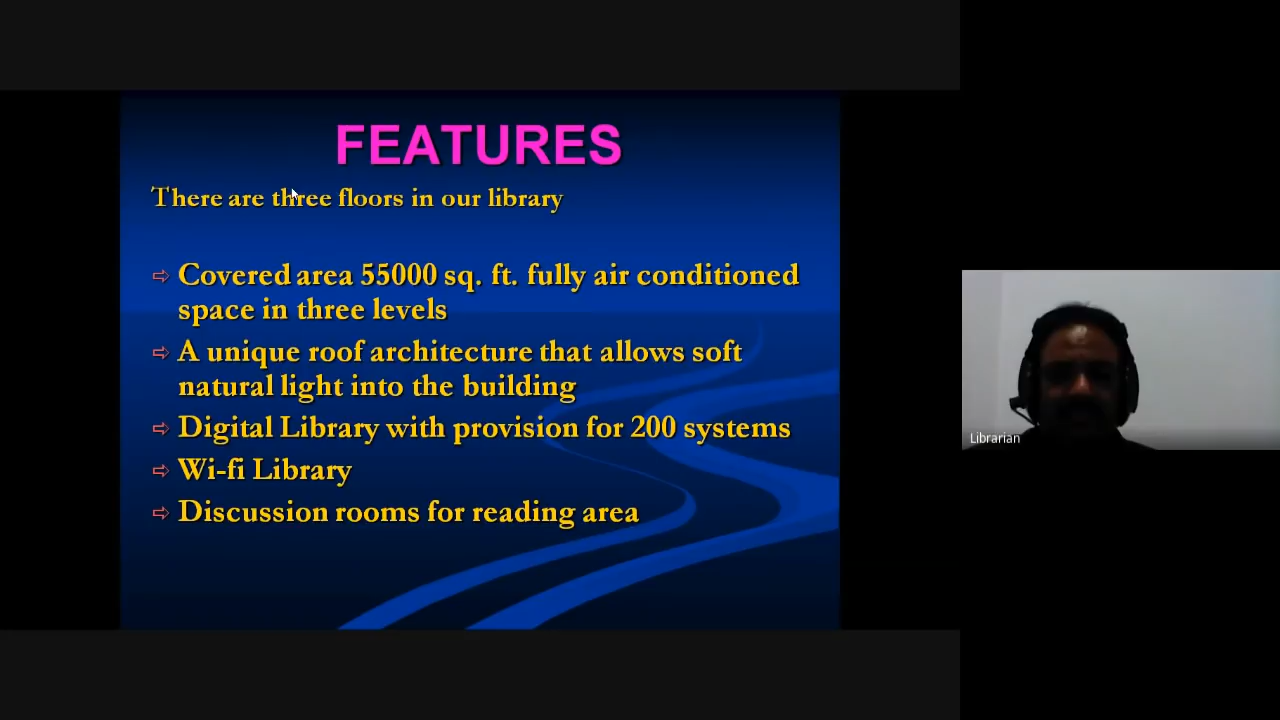 FEATURES
There are three floors in our library
⇨ Covered area 55000 sq. ft. fully air conditioned
space in three levels
⇨ A unique roof architecture that allows soft
natural light into the building
⇨ Digital Library with provision for 200 systems
⇨ Wi-fi Library
⇨ Discussion rooms for reading area
Librarian